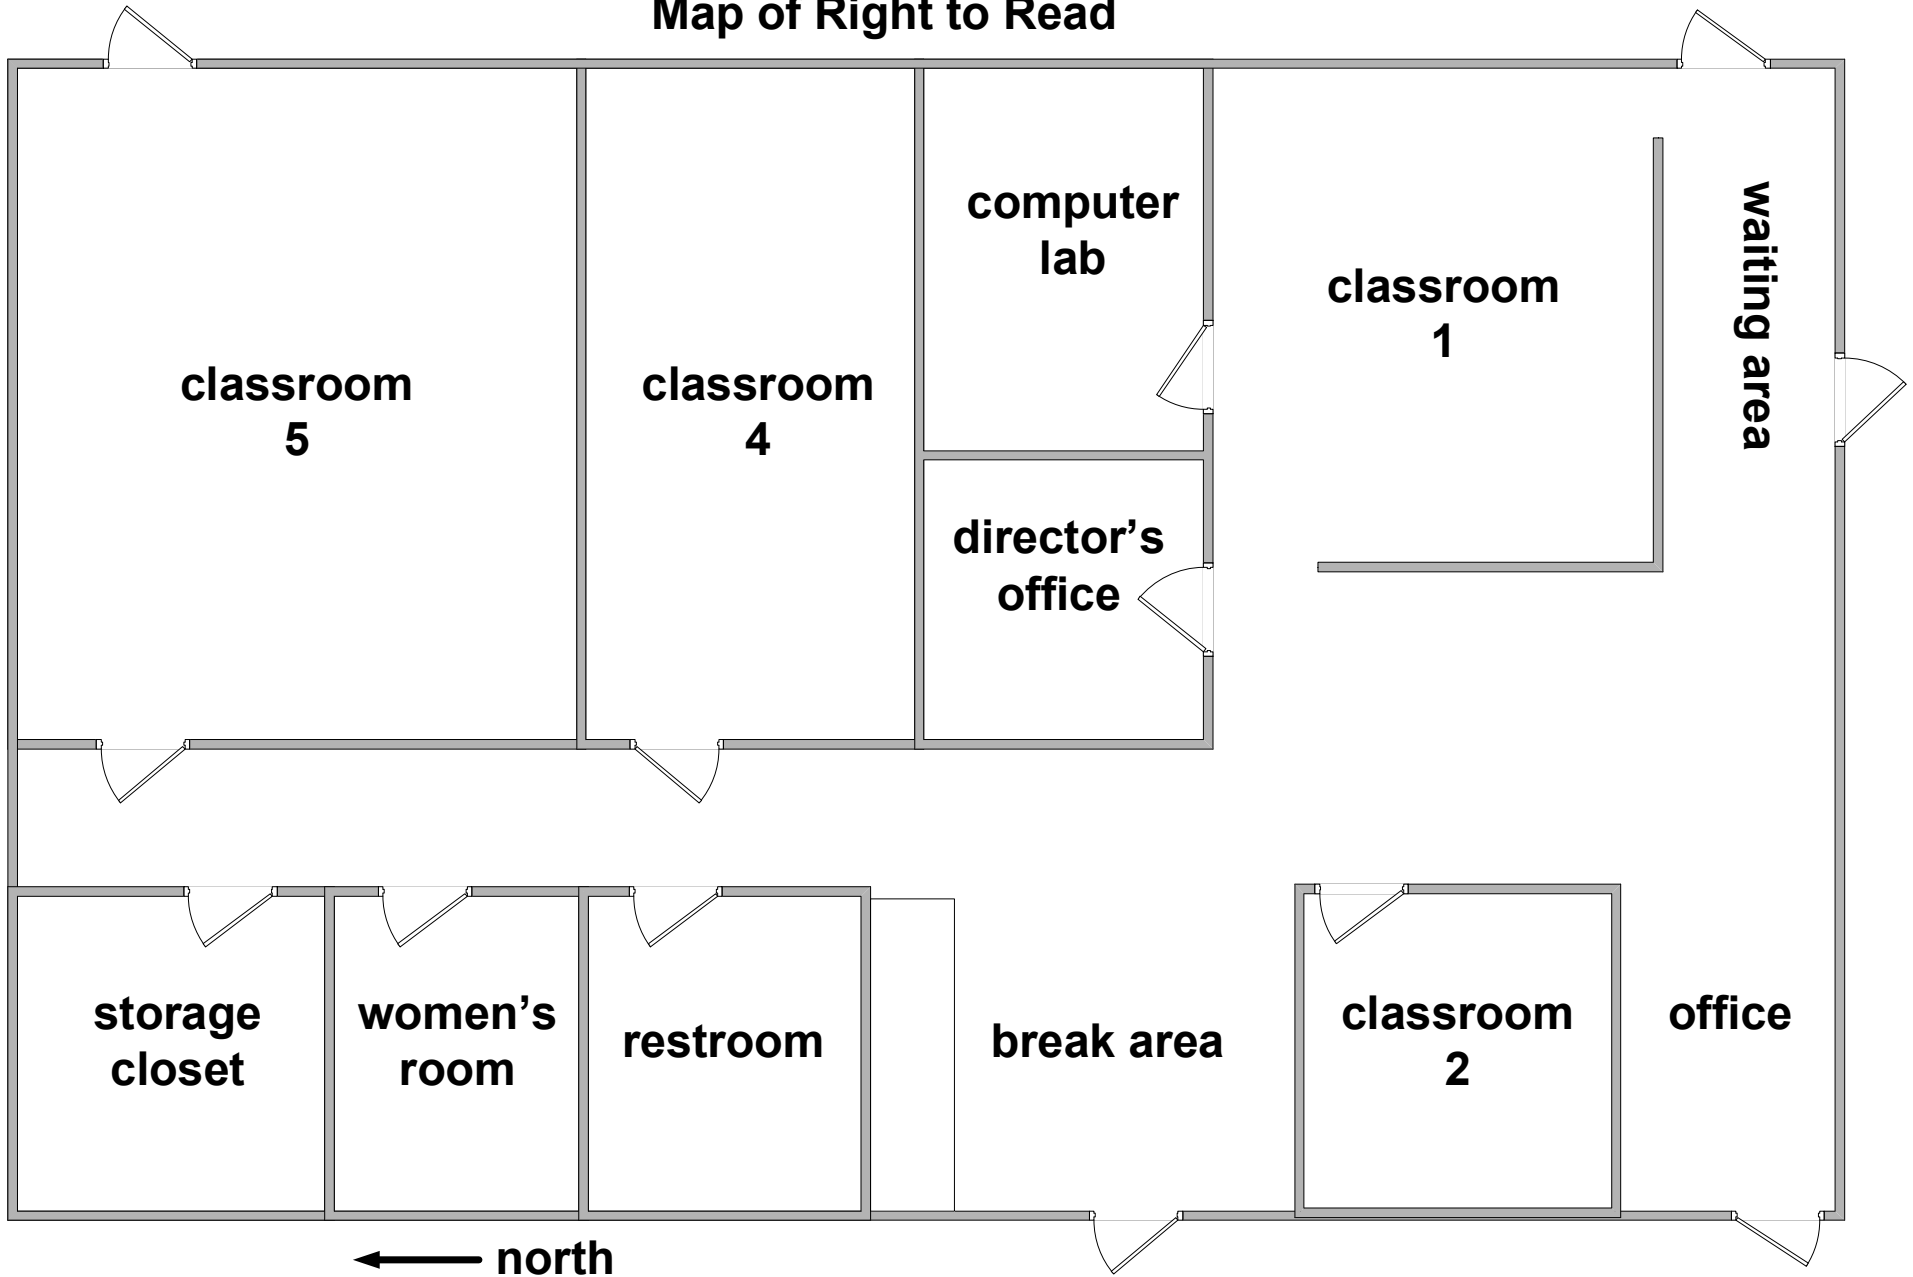 Map of Right to Read
computer
lab
waiting area
classroom
1
classroom
5
classroom
4
director's
office
storage
closet
women's
room
restroom
break area
classroom
2
office
north